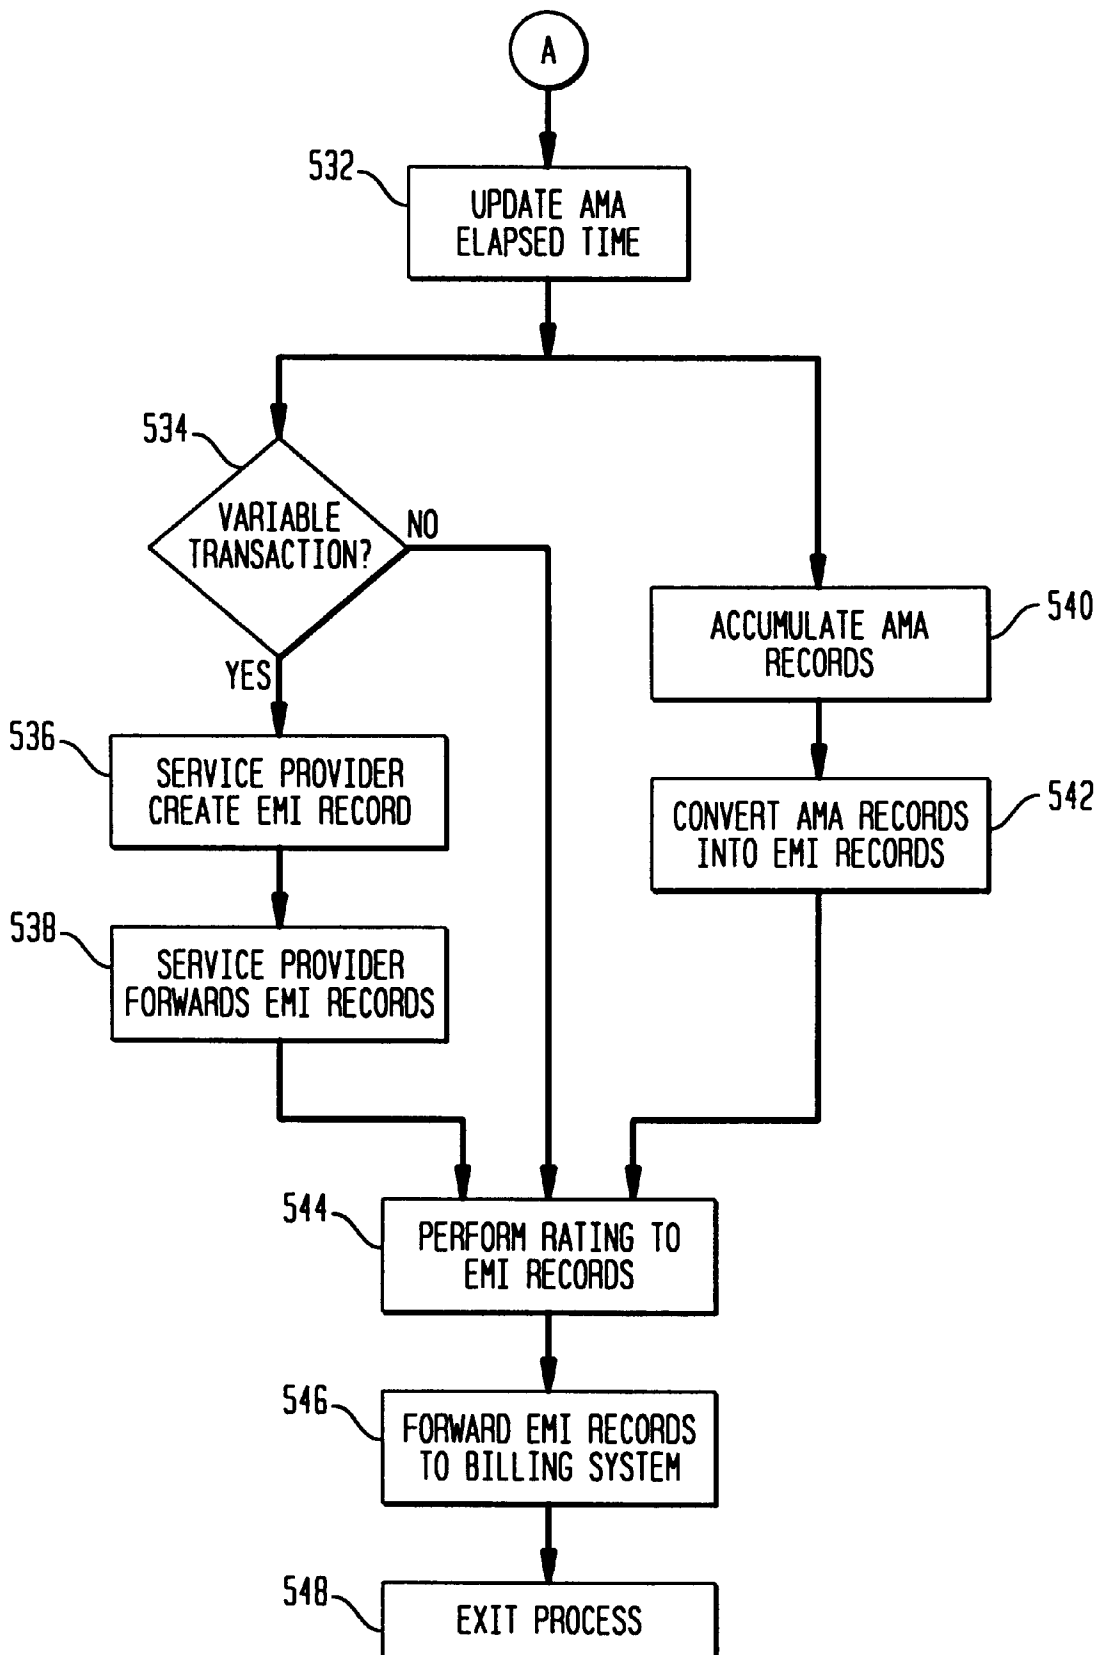 A
532
UPDATE AMA
ELAPSED TIME
534
VARIABLE
TRANSACTION?
NO
YES
540
ACCUMULATE AMA
RECORDS
536
SERVICE PROVIDER
CREATE EMI RECORD
542
CONVERT AMA RECORDS
INTO EMI RECORDS
538
SERVICE PROVIDER
FORWARDS EMI RECORDS
544
PERFORM RATING TO
EMI RECORDS
546
FORWARD EMI RECORDS
TO BILLING SYSTEM
548
EXIT PROCESS